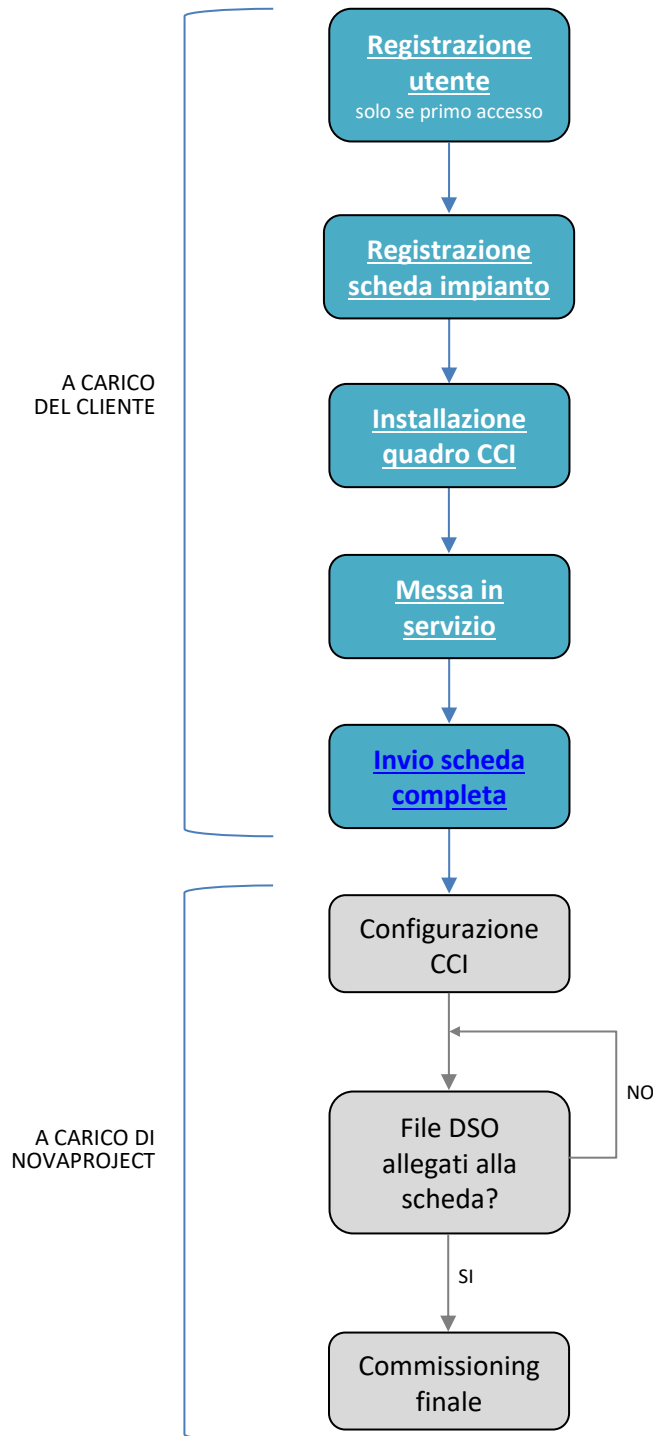 Registrazione
utente
solo se primo accesso
Registrazione
scheda impianto
A CARICO
DEL CLIENTE
Installazione
quadro CCI
Messa in
servizio
Invio scheda
completa
Configurazione
CCI
NO
A CARICO DI
NOVAPROJECT
File DSO
allegati alla
scheda?
SI
Commissioning
finale